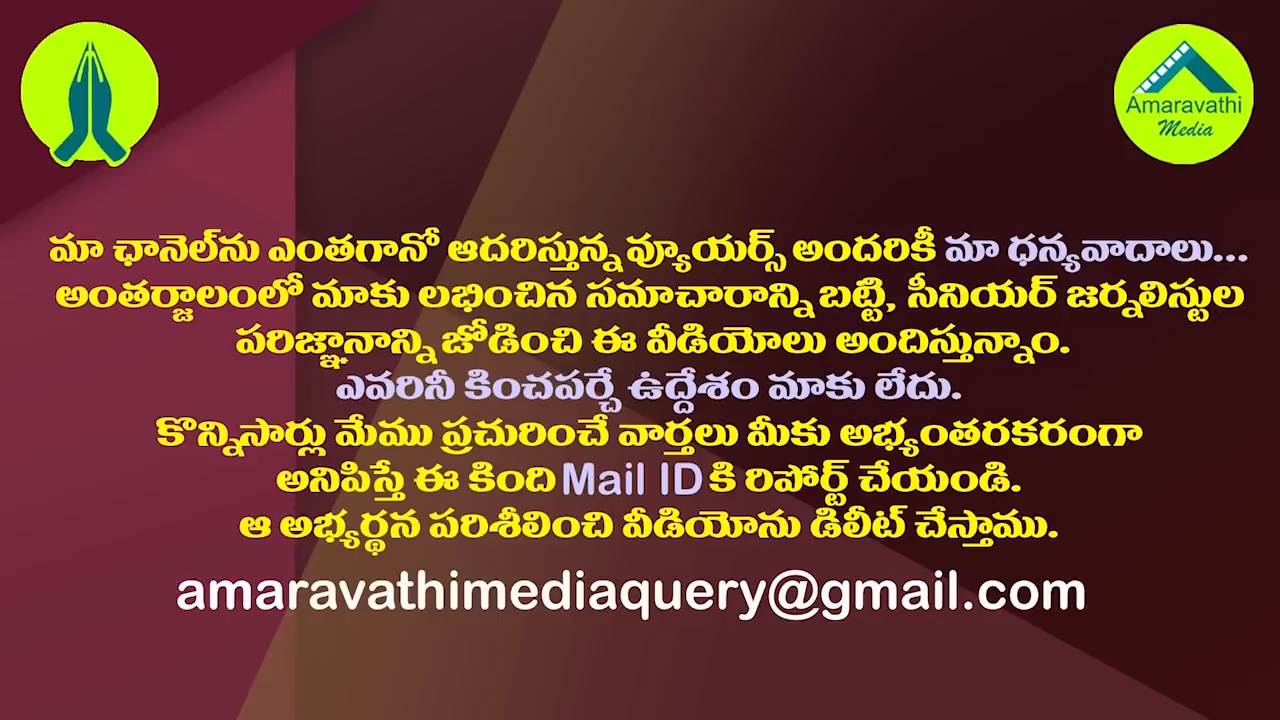 Amaravathi
Media
మా ఛానెల్‌ను ఎంతగానో ఆదరిస్తున్న వ్యూయర్స్ అందరికీ మా ధన్యవాదాలు...
అంతర్జాలంలో మాకు లభించిన సమాచారాన్ని బట్టి, సీనియర్ జర్నలిస్టుల
పరిజ్ఞానాన్ని జోడించి ఈ వీడియోలు అందిస్తున్నాం.
ఎవరినీ కించపర్చే ఉద్దేశం మాకు లేదు.
కొన్నిసార్లు మేము ప్రచురించే వార్తలు మీకు అభ్యంతరకరంగా
అనిపిస్తే ఈ కింది Mail ID కి రిపోర్ట్ చేయండి.
ఆ అభ్యర్థన పరిశీలించి వీడియోను డిలీట్ చేస్తాము.
amaravathimediaquery@gmail.com